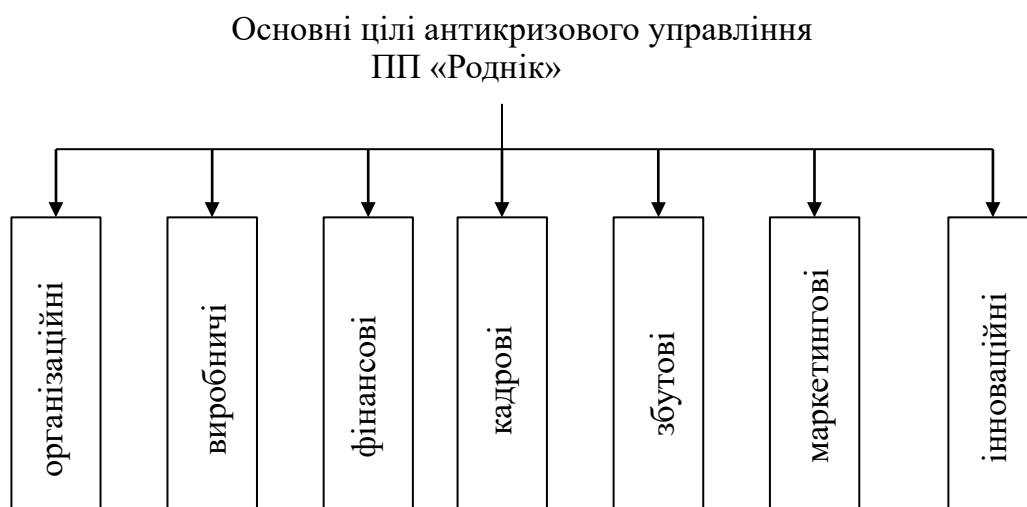 Основні цілі антикризового управління
ПП «Роднік»
організаційні
виробничі
фінансові
кадрові
збутові
маркетингові
інноваційні